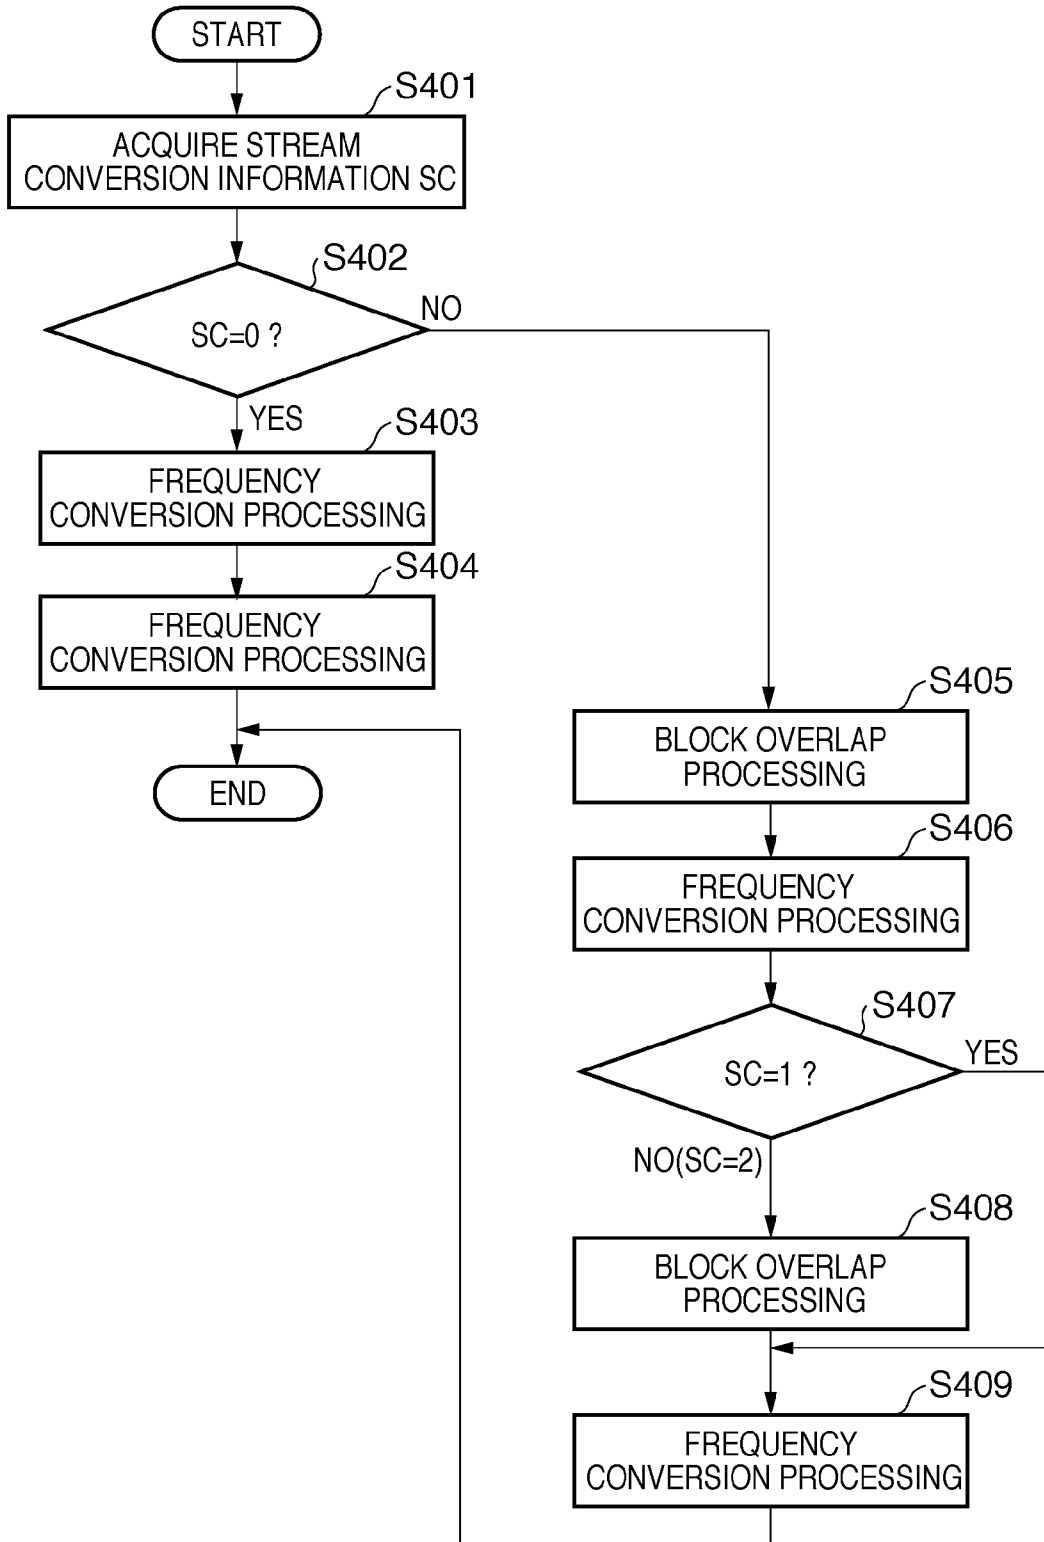 START
S401
ACQUIRE STREAM
CONVERSION INFORMATION SC
S402
SC=0 ?
NO
YES
S403
FREQUENCY
CONVERSION PROCESSING
S404
FREQUENCY
CONVERSION PROCESSING
END
S405
BLOCK OVERLAP
PROCESSING
S406
FREQUENCY
CONVERSION PROCESSING
S407
SC=1 ?
YES
NO(SC=2)
S408
BLOCK OVERLAP
PROCESSING
S409
FREQUENCY
CONVERSION PROCESSING